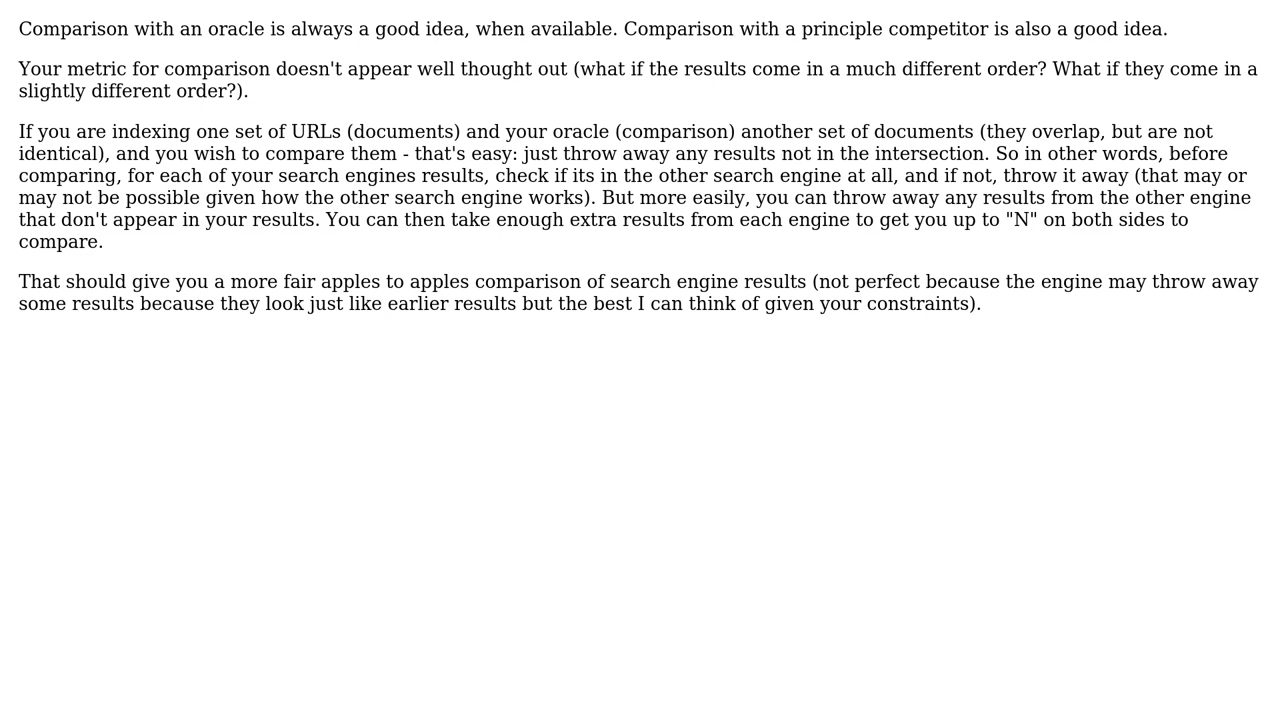 Comparison with an oracle is always a good idea, when available. Comparison with a principle competitor is also a good idea.
Your metric for comparison doesn't appear well thought out (what if the results come in a much different order? What if they come in a
slightly different order?).
If you are indexing one set of URLs (documents) and your oracle (comparison) another set of documents (they overlap, but are not
identical), and you wish to compare them - that's easy: just throw away any results not in the intersection. So in other words, before
comparing, for each of your search engines results, check if its in the other search engine at all, and if not, throw it away (that may or
may not be possible given how the other search engine works). But more easily, you can throw away any results from the other engine
that don't appear in your results. You can then take enough extra results from each engine to get you up to "N" on both sides to
compare.
That should give you a more fair apples to apples comparison of search engine results (not perfect because the engine may throw away
some results because they look just like earlier results but the best I can think of given your constraints).